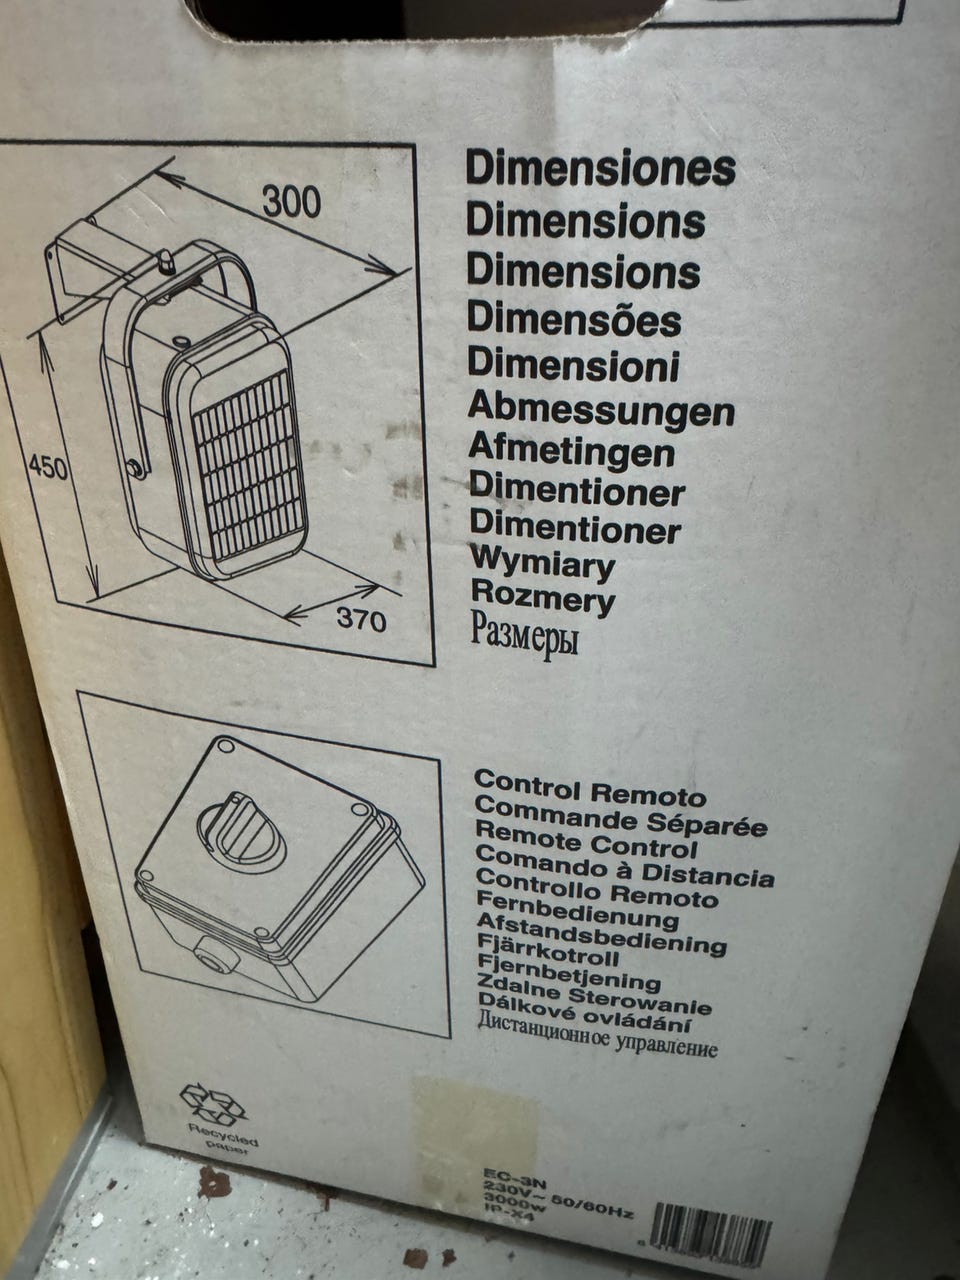 300
450
370
Dimensiones
Dimensions
Dimensions
Dimensões
Dimensioni
Abmessungen
Afmetingen
Dimentioner
Dimentioner
Wymiary
Rozmery
Размеры
Control Remoto
Commande Séparée
Remote Control
Comando à Distancia
Controllo Remoto
Fernbedienung
Afstandsbediening
Fjärrkotroll
Fjernbetjening
Zdalne Sterowanie
Dálkové ovládání
Дистанционное управление
Recycled
paper
EC-3N
230V~ 50/60Hz
3000w
IP-X4